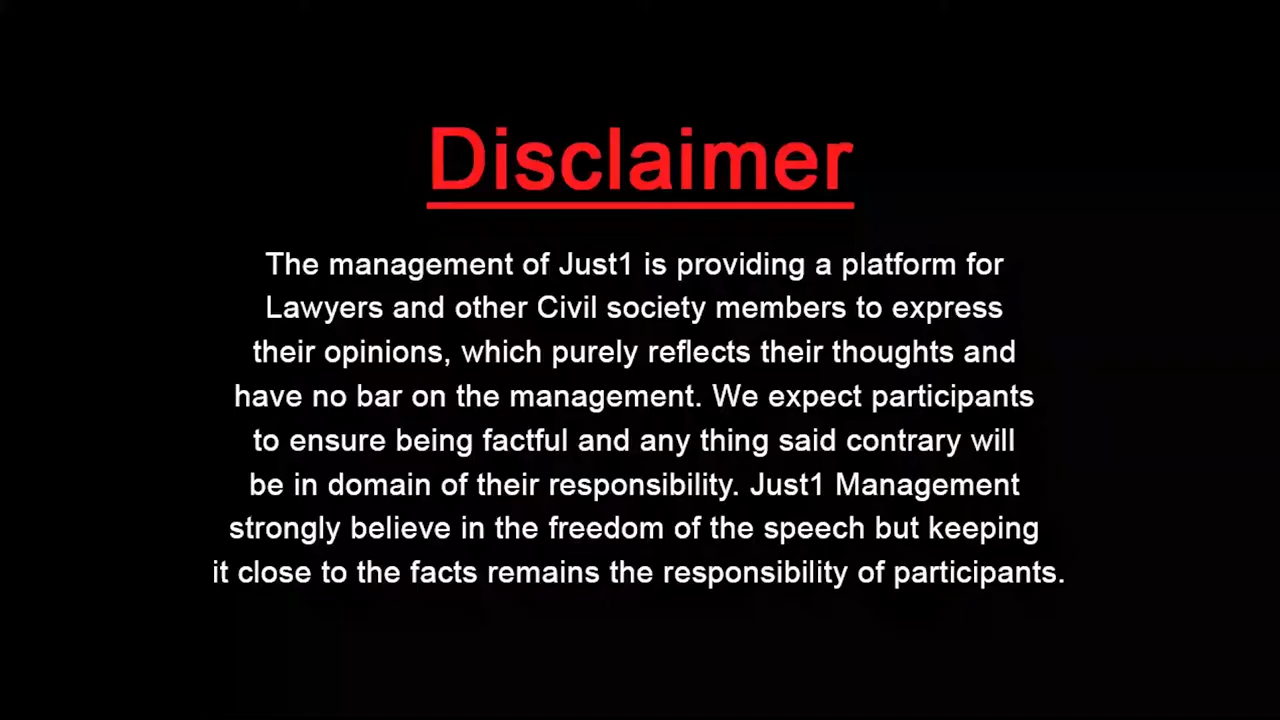 Disclaimer
The management of Just1 is providing a platform for
Lawyers and other Civil society members to express
their opinions, which purely reflects their thoughts and
have no bar on the management. We expect participants
to ensure being factful and any thing said contrary will
be in domain of their responsibility. Just1 Management
strongly believe in the freedom of the speech but keeping
it close to the facts remains the responsibility of participants.